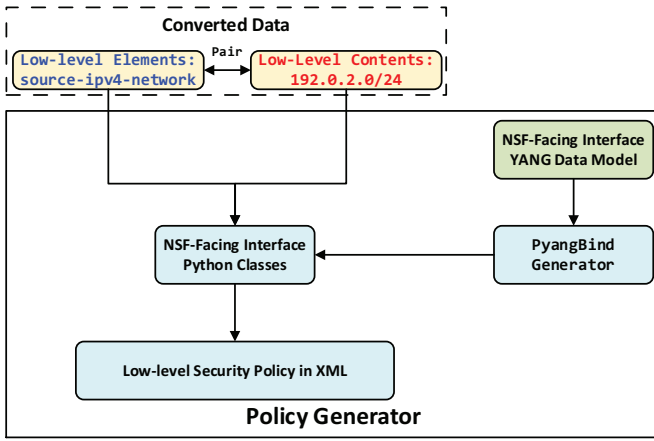 Converted Data
Pair
Low-level Elements:
source-ipv4-network
Low-Level Contents:
192.0.2.0/24
NSF-Facing Interface
YANG Data Model
NSF-Facing Interface
Python Classes
PyangBind
Generator
Low-level Security Policy in XML
Policy Generator